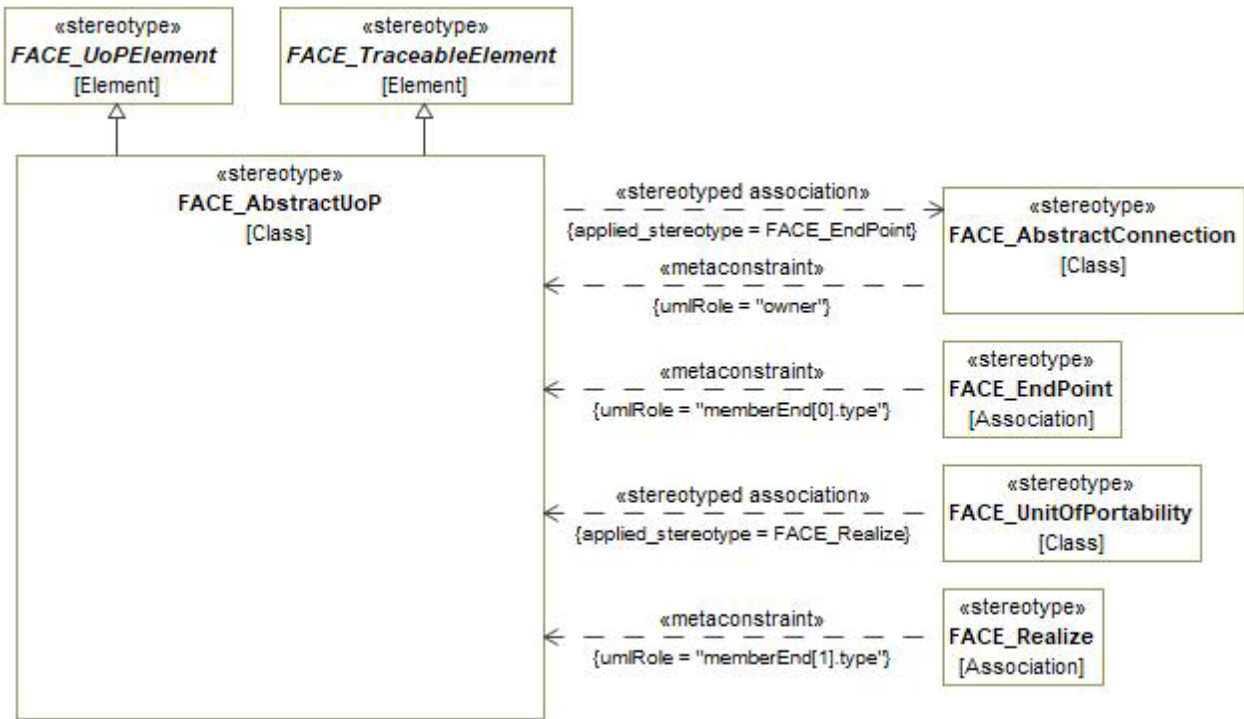 «stereotype»
FACE_UoPElement
[Element]
«stereotype»
FACE_TraceableElement
[Element]
«stereotype»
FACE_AbstractUoP
[Class]
«stereotyped association»
{applied_stereotype = FACE_EndPoint}
«stereotype»
FACE_AbstractConnection
[Class]
«metaconstraint»
{umlRole = "owner"}
«metaconstraint»
{umlRole = "memberEnd[0].type"}
«stereotype»
FACE_EndPoint
[Association]
«stereotyped association»
{applied_stereotype = FACE_Realize}
«stereotype»
FACE_UnitOfPortability
[Class]
«metaconstraint»
{umlRole = "memberEnd[1].type"}
«stereotype»
FACE_Realize
[Association]